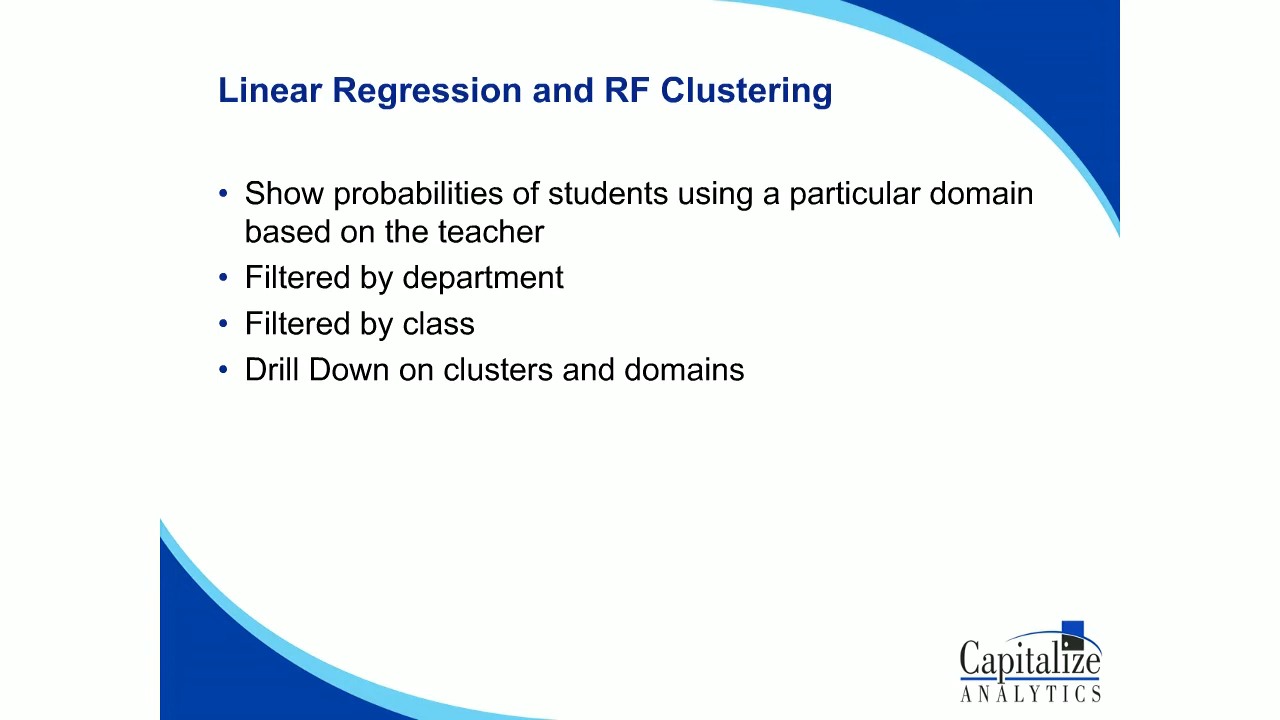 Linear Regression and RF Clustering
• Show probabilities of students using a particular domain
based on the teacher
• Filtered by department
• Filtered by class
• Drill Down on clusters and domains
Capitalize
ANALYTICS